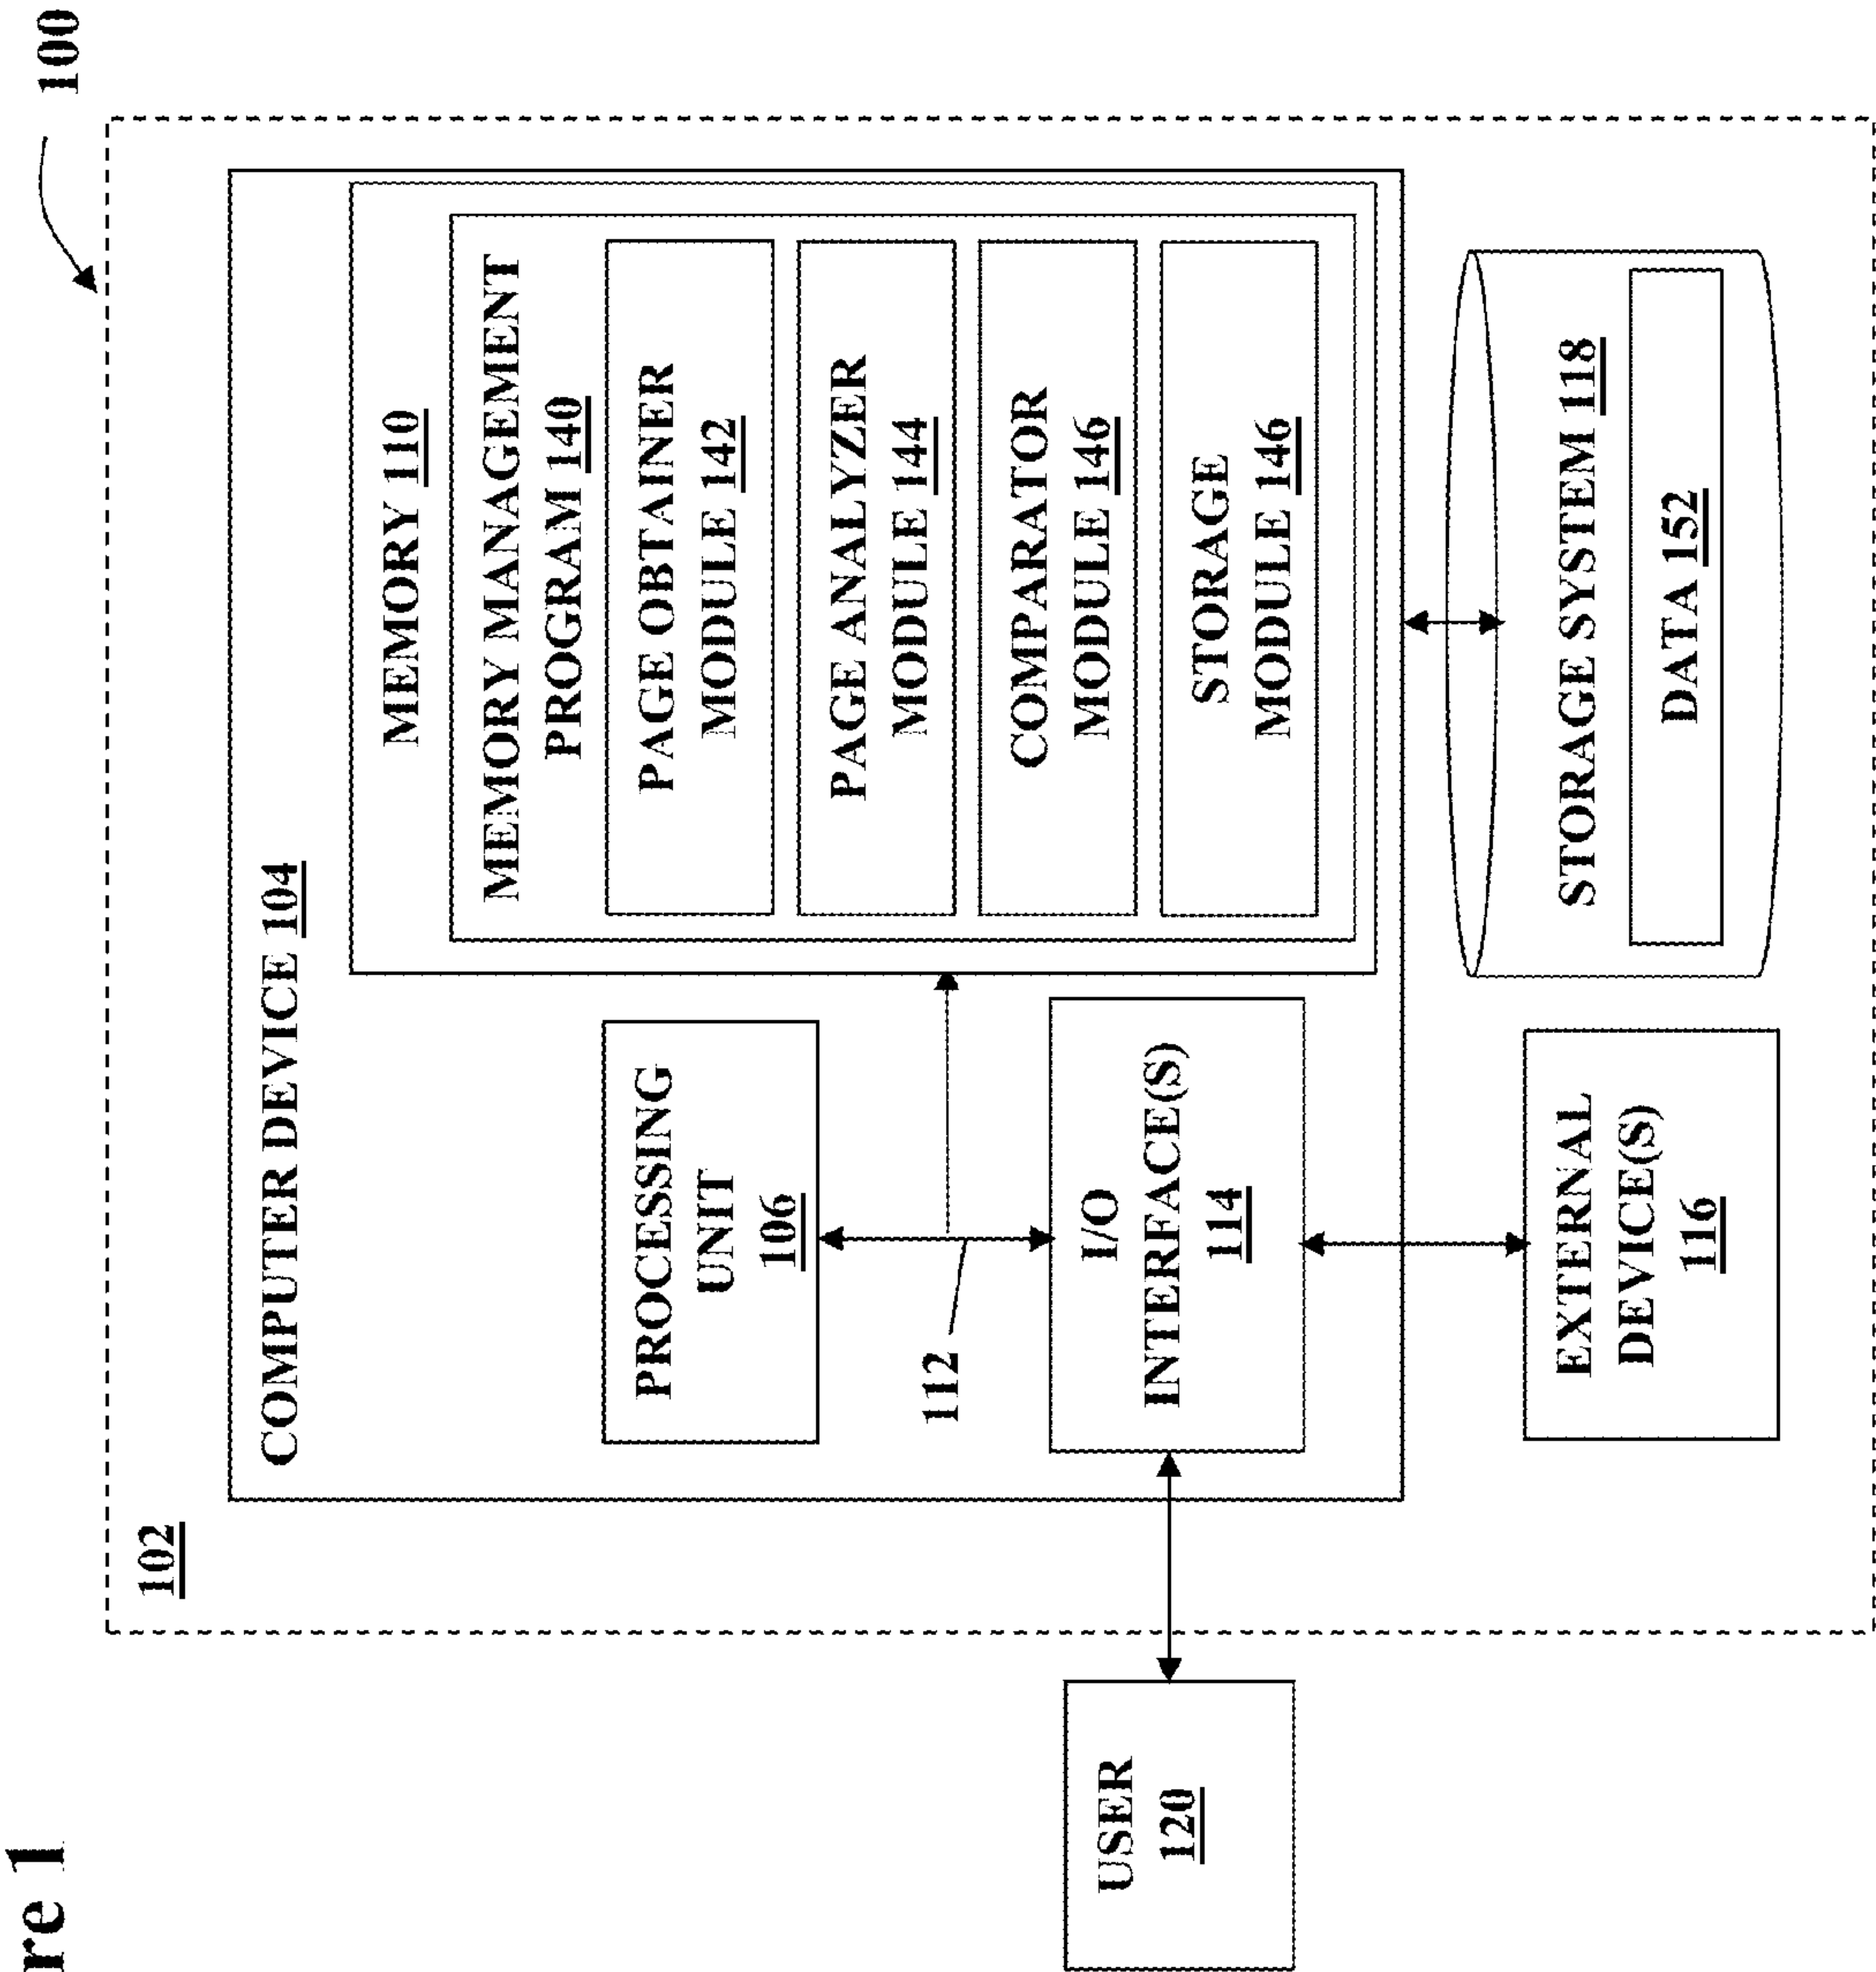 re 1
100
102
COMPUTER DEVICE 104
MEMORY 110
MEMORY MANAGEMENT
PROGRAM 140
PAGE OBTAINER
MODULE 142
PAGE ANALYZER
MODULE 144
COMPARATOR
MODULE 146
STORAGE
MODULE 146
PROCESSING
UNIT
106
112
I/O
INTERFACE(S)
114
USER
120
EXTERNAL
DEVICE(S)
116
STORAGE SYSTEM 118
DATA 152